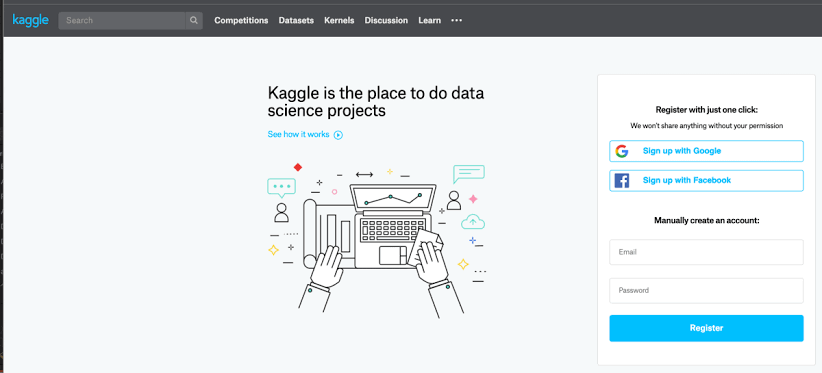 kaggle
Search
Competitions Datasets Kernels Discussion Learn •••
Kaggle is the place to do data
science projects
See how it works
Register with just one click:
We won't share anything without your permission
Sign up with Google
Sign up with Facebook
Manually create an account:
Email
Password
Register